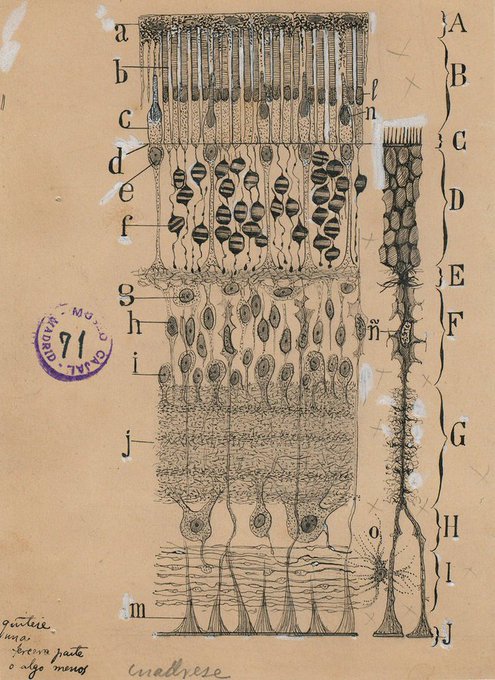 a
b
c
d
e
f
g
h
i
j
m
l
n
ñ
o
A
B
C
D
E
F
G
H
I
J
MUSEO CAJAL - MADRID -
71
quítese
una
tercera parte
o algo menos
cuadrese